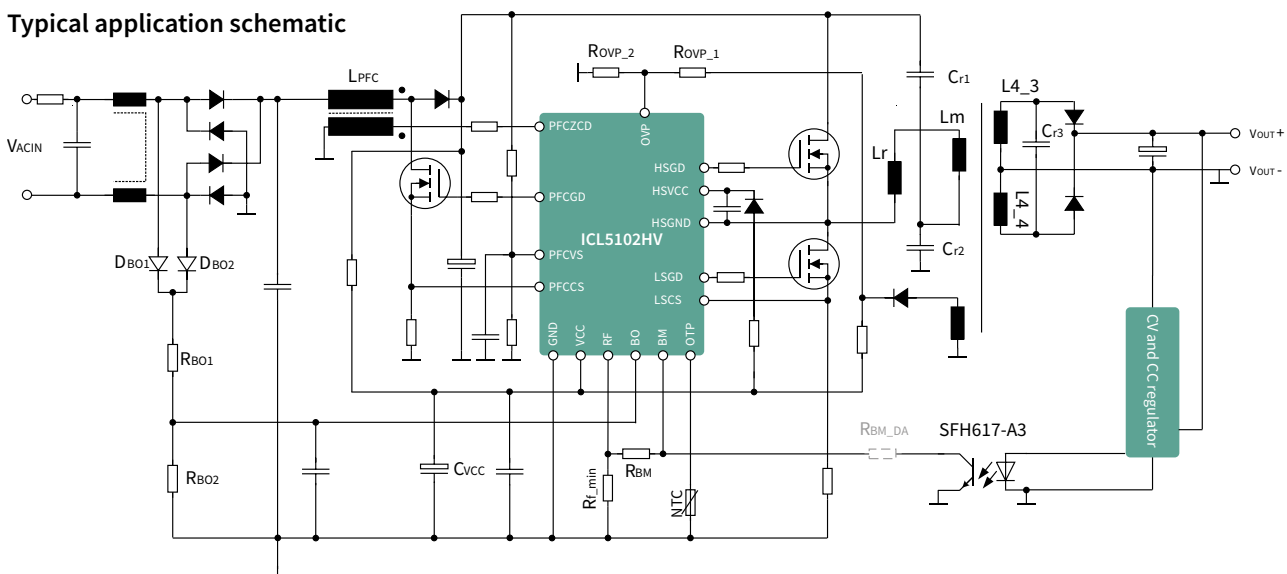 Typical application schematic
ROVP_2
ROVP_1
LPFC
Cr1
L4_3
PFCZCD
OVP
Lm
Cr3
VOUT+
VACIN
Lr
HSGD
VOUT-
HSVCC
PFCGD
L4_4
HSGND
ICL5102HV
Cr2
DBO1
DBO2
PFCVS
LSGD
PFCCS
LSCS
GND
VCC
RF
BO
BM
OTP
RBO1
CV and CC regulator
RBM_DA
SFH617-A3
RBO2
CVCC
RBM
Rf_min
NTC